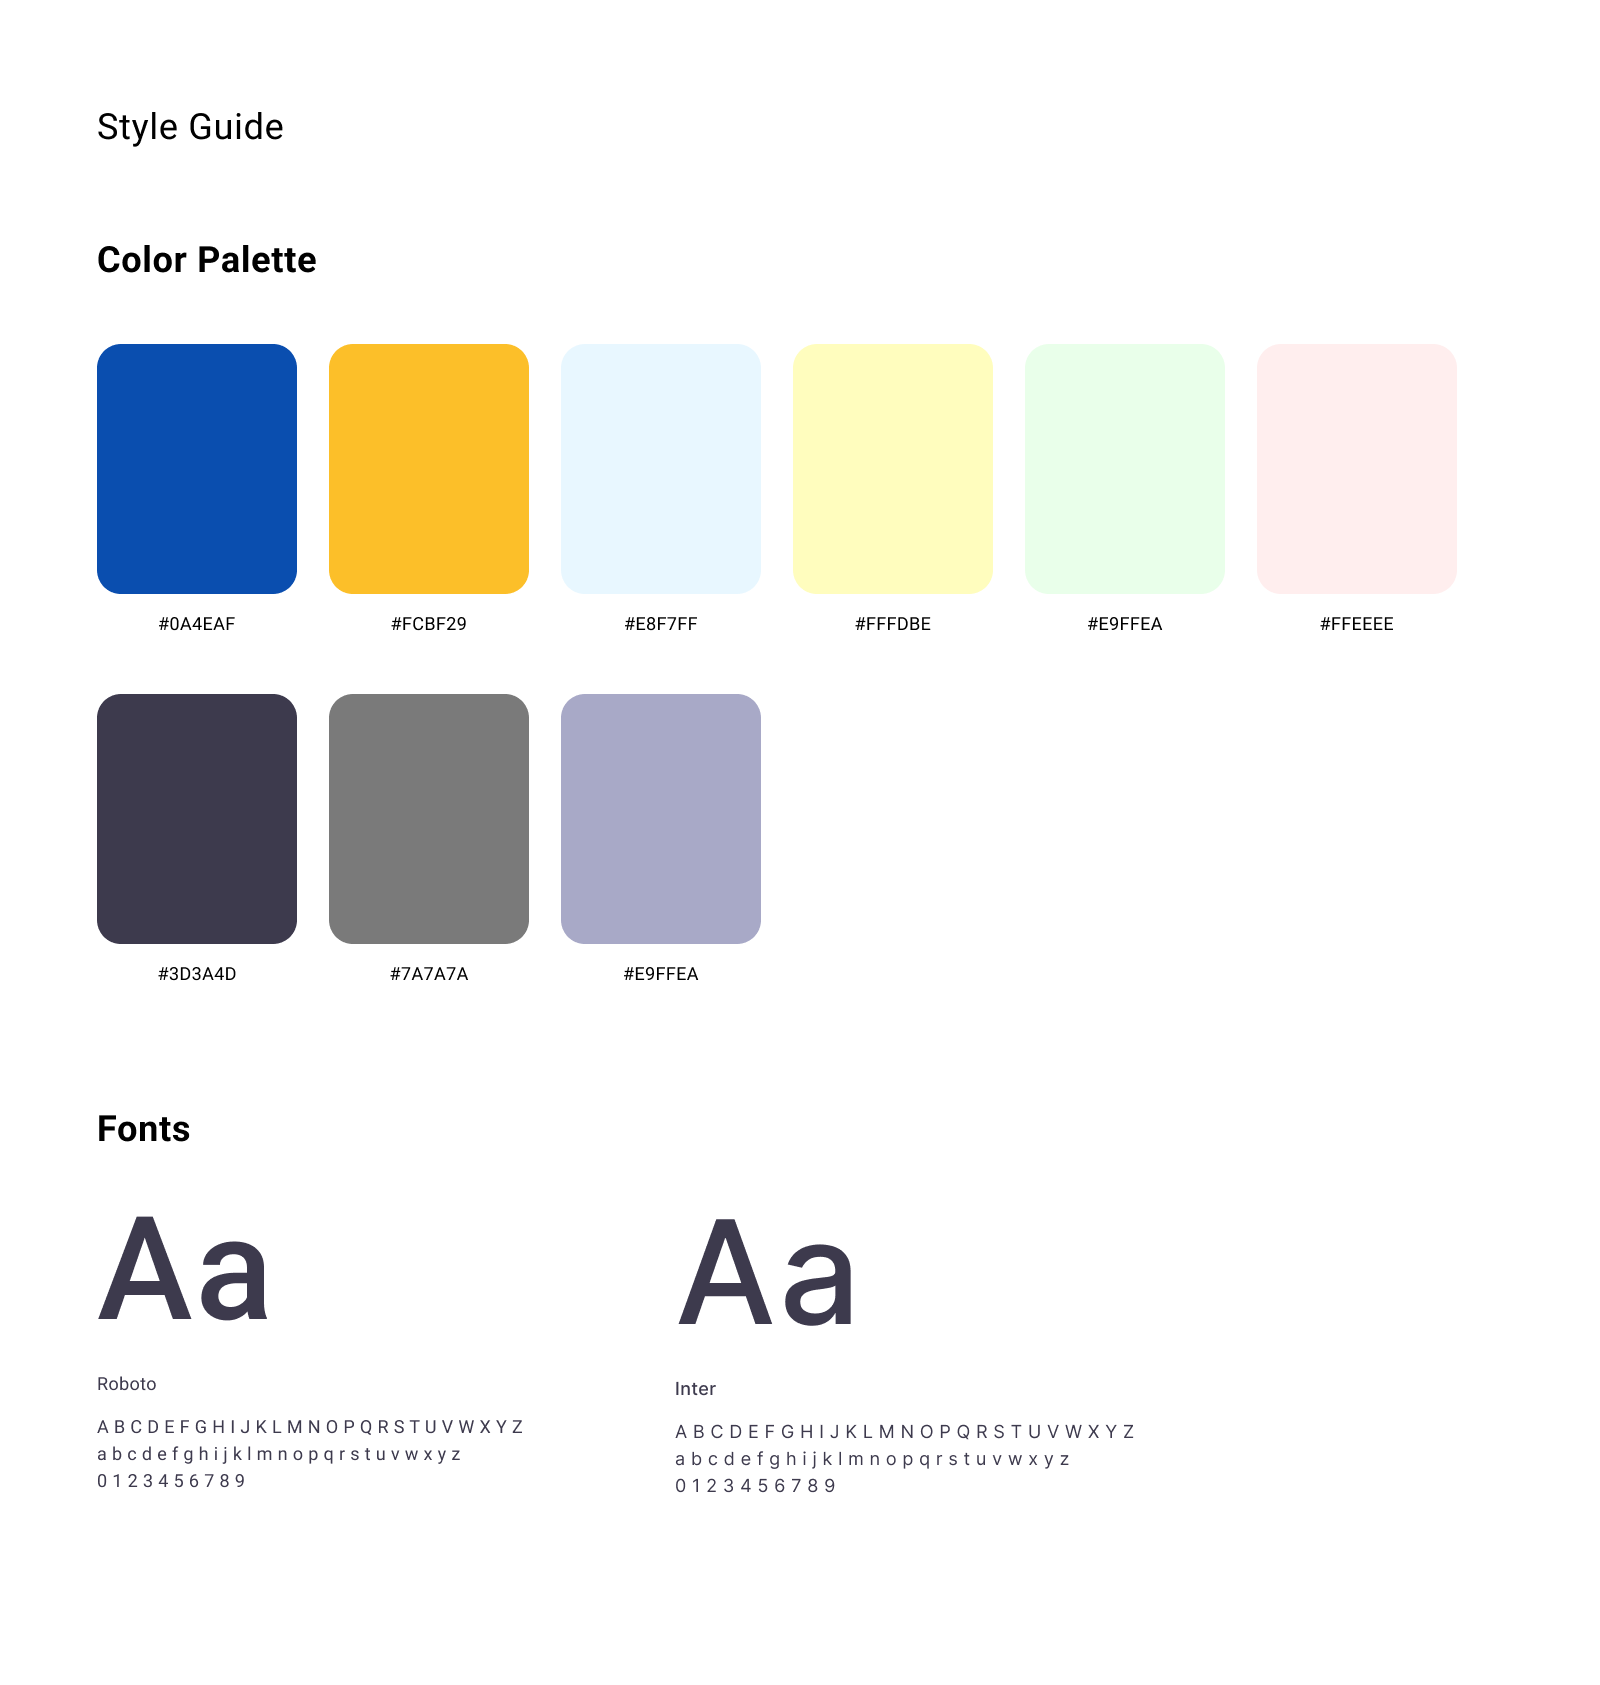 Style Guide
Color Palette
#0A4EAF
#FCBF29
#E8F7FF
#FFFDBE
#E9FFEA
#FFEEEE
#3D3A4D
#7A7A7A
#E9FFEA
Fonts
Aa
Roboto
A B C D E F G H I J K L M N O P Q R S T U V W X Y Z
a b c d e f g h i j k l m n o p q r s t u v w x y z
0 1 2 3 4 5 6 7 8 9
Aa
Inter
A B C D E F G H I J K L M N O P Q R S T U V W X Y Z
a b c d e f g h i j k l m n o p q r s t u v w x y z
0 1 2 3 4 5 6 7 8 9